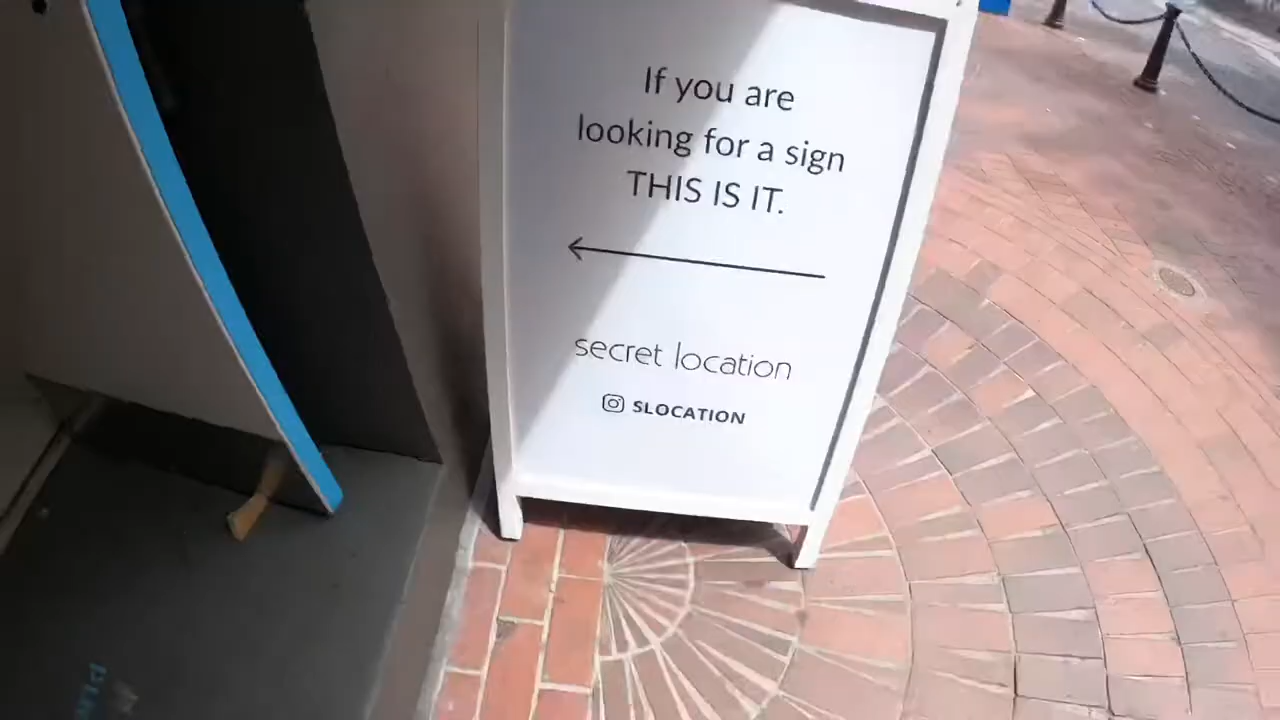 If you are
looking for a sign
THIS IS IT.
secret location
SLOCATION